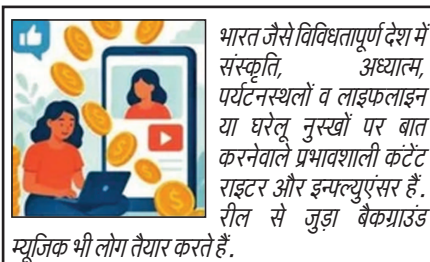 भारत जैसे विविधतापूर्ण देश में
संस्कृति, अध्यात्म,
पर्यटनस्थलों व लाइफलाइन
या घरेलू नुस्खों पर बात
करनेवाले प्रभावशाली कंटेंट
राइटर और इन्फ्ल्युएंसर हैं.
रील से जुड़ा बैकग्राउंड
म्यूजिक भी लोग तैयार करते हैं.